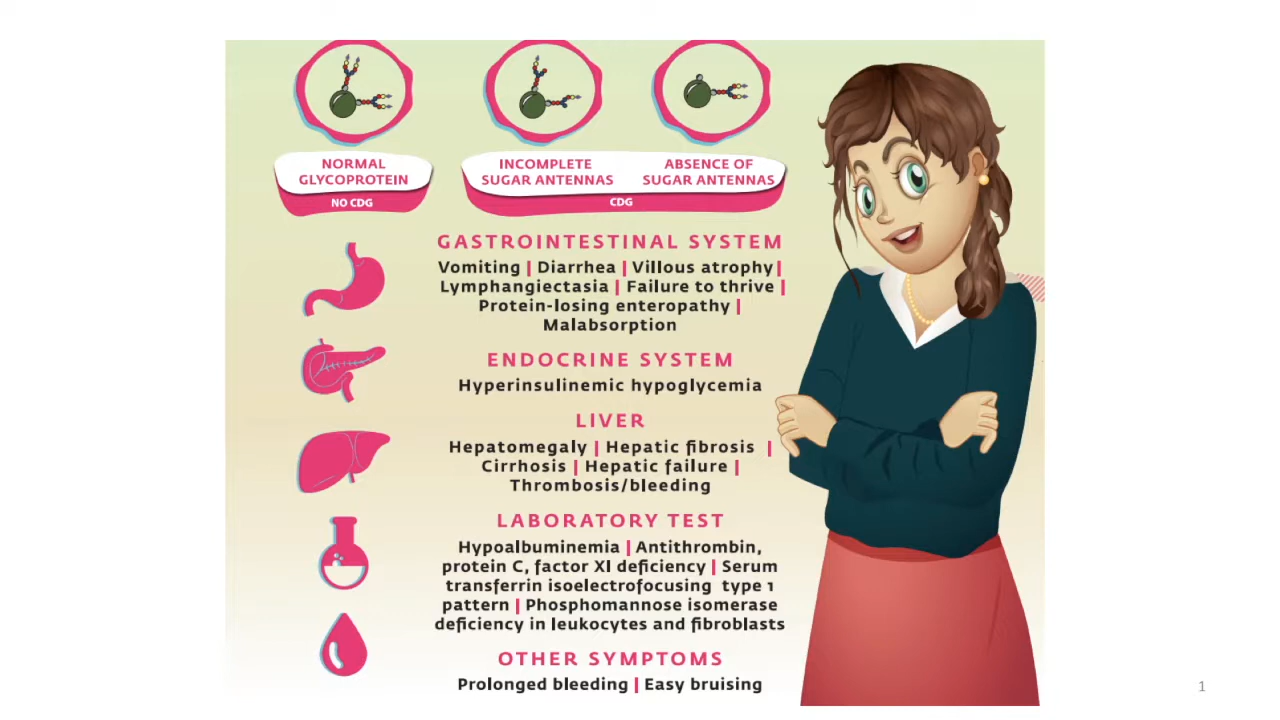 NORMAL
GLYCOPROTEIN
NO CDG
INCOMPLETE
SUGAR ANTENNAS
ABSENCE OF
SUGAR ANTENNAS
CDG
GASTROINTESTINAL SYSTEM
Vomiting | Diarrhea | Villous atrophy |
Lymphangiectasia | Failure to thrive |
Protein-losing enteropathy |
Malabsorption
ENDOCRINE SYSTEM
Hyperinsulinemic hypoglycemia
LIVER
Hepatomegaly | Hepatic fibrosis |
Cirrhosis | Hepatic failure |
Thrombosis/bleeding
LABORATORY TEST
Hypoalbuminemia | Antithrombin,
protein C, factor XI deficiency | Serum
transferrin isoelectrofocusing type 1
pattern | Phosphomannose isomerase
deficiency in leukocytes and fibroblasts
OTHER SYMPTOMS
Prolonged bleeding | Easy bruising
1